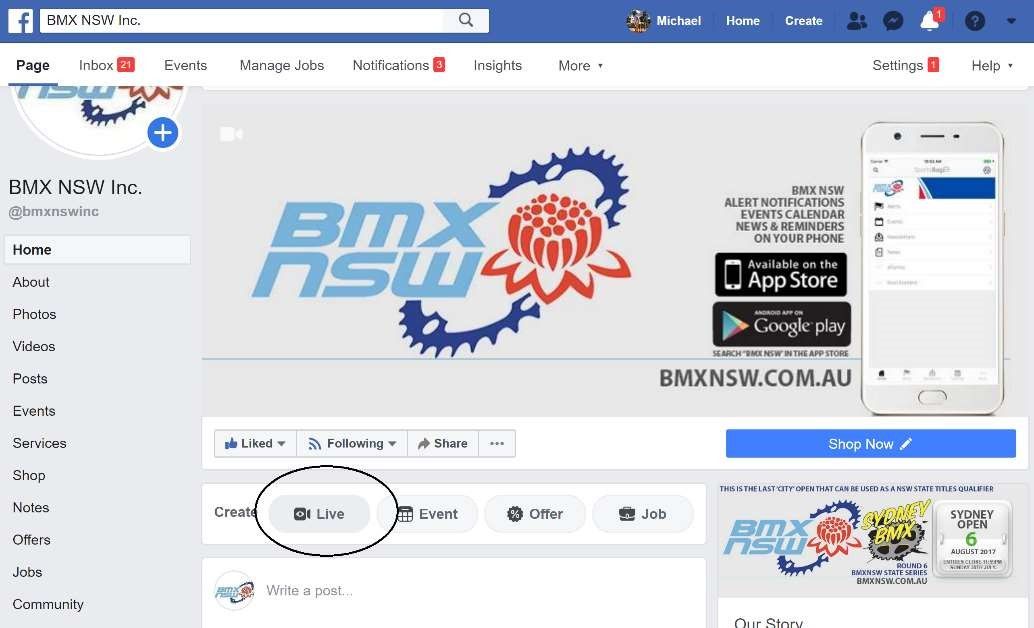 BMX NSW Inc.
Michael Home Create 1
Page Inbox 21 Events Manage Jobs Notifications 3 Insights More Settings 1 Help
BMX NSW Inc.
@bmxnswinc
Home
About
Photos
Videos
Posts
Events
Services
Shop
Notes
Offers
Jobs
Community
BMX
NSW
BMX NSW
ALERT NOTIFICATIONS
EVENTS CALENDAR
NEWS & REMINDERS
ON YOUR PHONE
Available on the
App Store
ANDROID APP ON
Google play
SEARCH "BMX NSW' IN THE APP STORE
BMXNSW.COM.AU
Alerts
Events
Newsletters
News
Liked Following Share
Shop Now
Create Live Event Offer Job
Write a post...
THIS IS THE LAST 'CITY' OPEN THAT CAN BE USED AS A NSW STATE TITLES QUALIFIER
BMX
NSW
SYDNEY
BMX
SYDNEY
OPEN
6
AUGUST 2017
ROUND 6
BMXNSW STATE SERIES
BMXNSW.COM.AU
Our Story